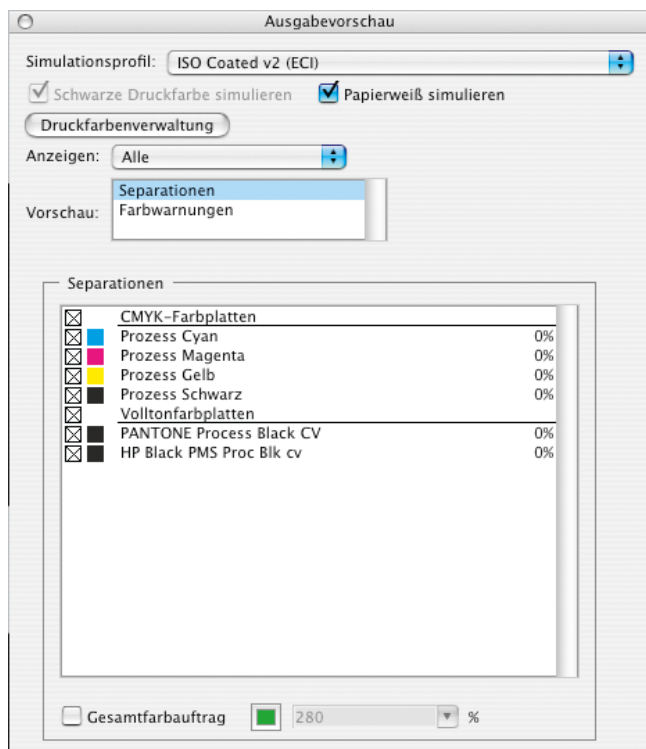 Ausgabevorschau
Simulationsprofil: ISO Coated v2 (ECI)
Schwarze Druckfarbe simulieren Papierweiß simulieren
Druckfarbenverwaltung
Anzeigen: Alle
Separationen
Vorschau: Farbwarnungen
Separationen
CMYK-Farbplatten
Prozess Cyan 0%
Prozess Magenta 0%
Prozess Gelb 0%
Prozess Schwarz 0%
Volltonfarbplatten
PANTONE Process Black CV 0%
HP Black PMS Proc Blk cv 0%
Gesamtfarbauftrag 280 %